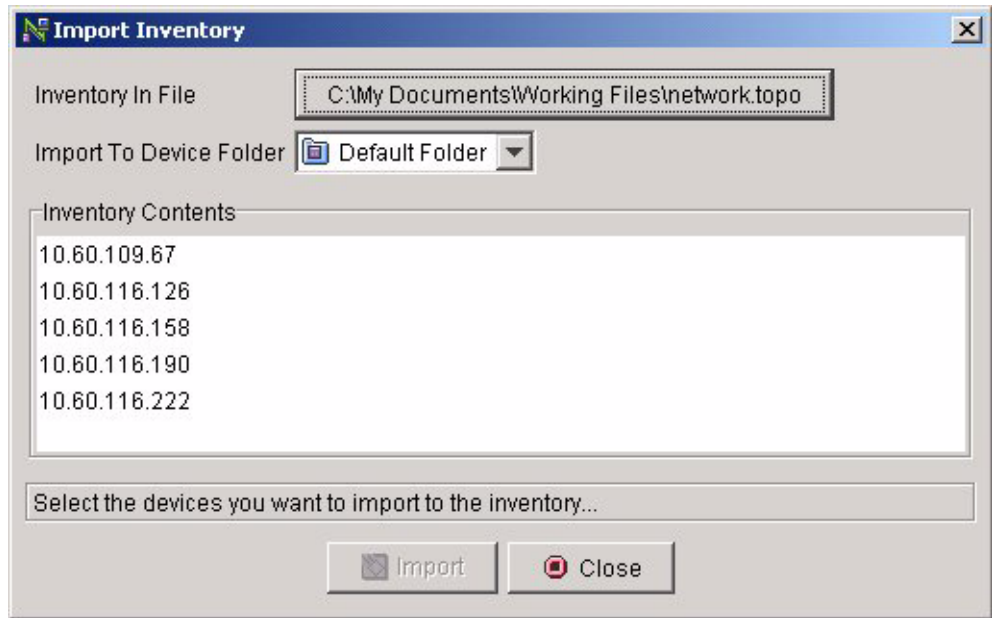 Import Inventory
Inventory In File C:\My Documents\Working Files\network.topo
Import To Device Folder Default Folder
Inventory Contents
10.60.109.67
10.60.116.126
10.60.116.158
10.60.116.190
10.60.116.222
Select the devices you want to import to the inventory...
Import Close